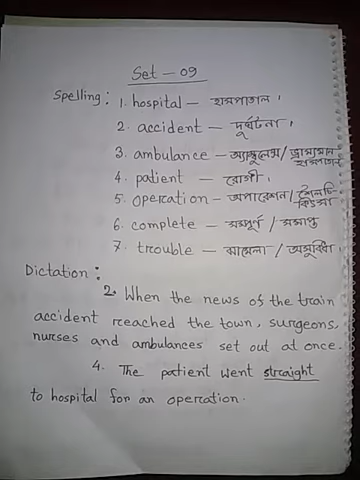 Set - 09
Spelling : 1. hospital - হাসপাতাল ।
2. accident - দুর্ঘটনা ।
3. ambulance - অ্যাম্বুলেন্স / ভ্রাম্যমান হাসপাতাল
4. patient - রোগী ।
5. operation - অপারেশন /
6. complete - সম্পূর্ণ / সমাপ্ত
7. trouble - ঝামেলা / অসুবিধা ।
Dictation :
2. When the news of the train
accident reached the town, surgeons,
nurses and ambulances set out at once.
4. The patient went straight
to hospital for an operation.